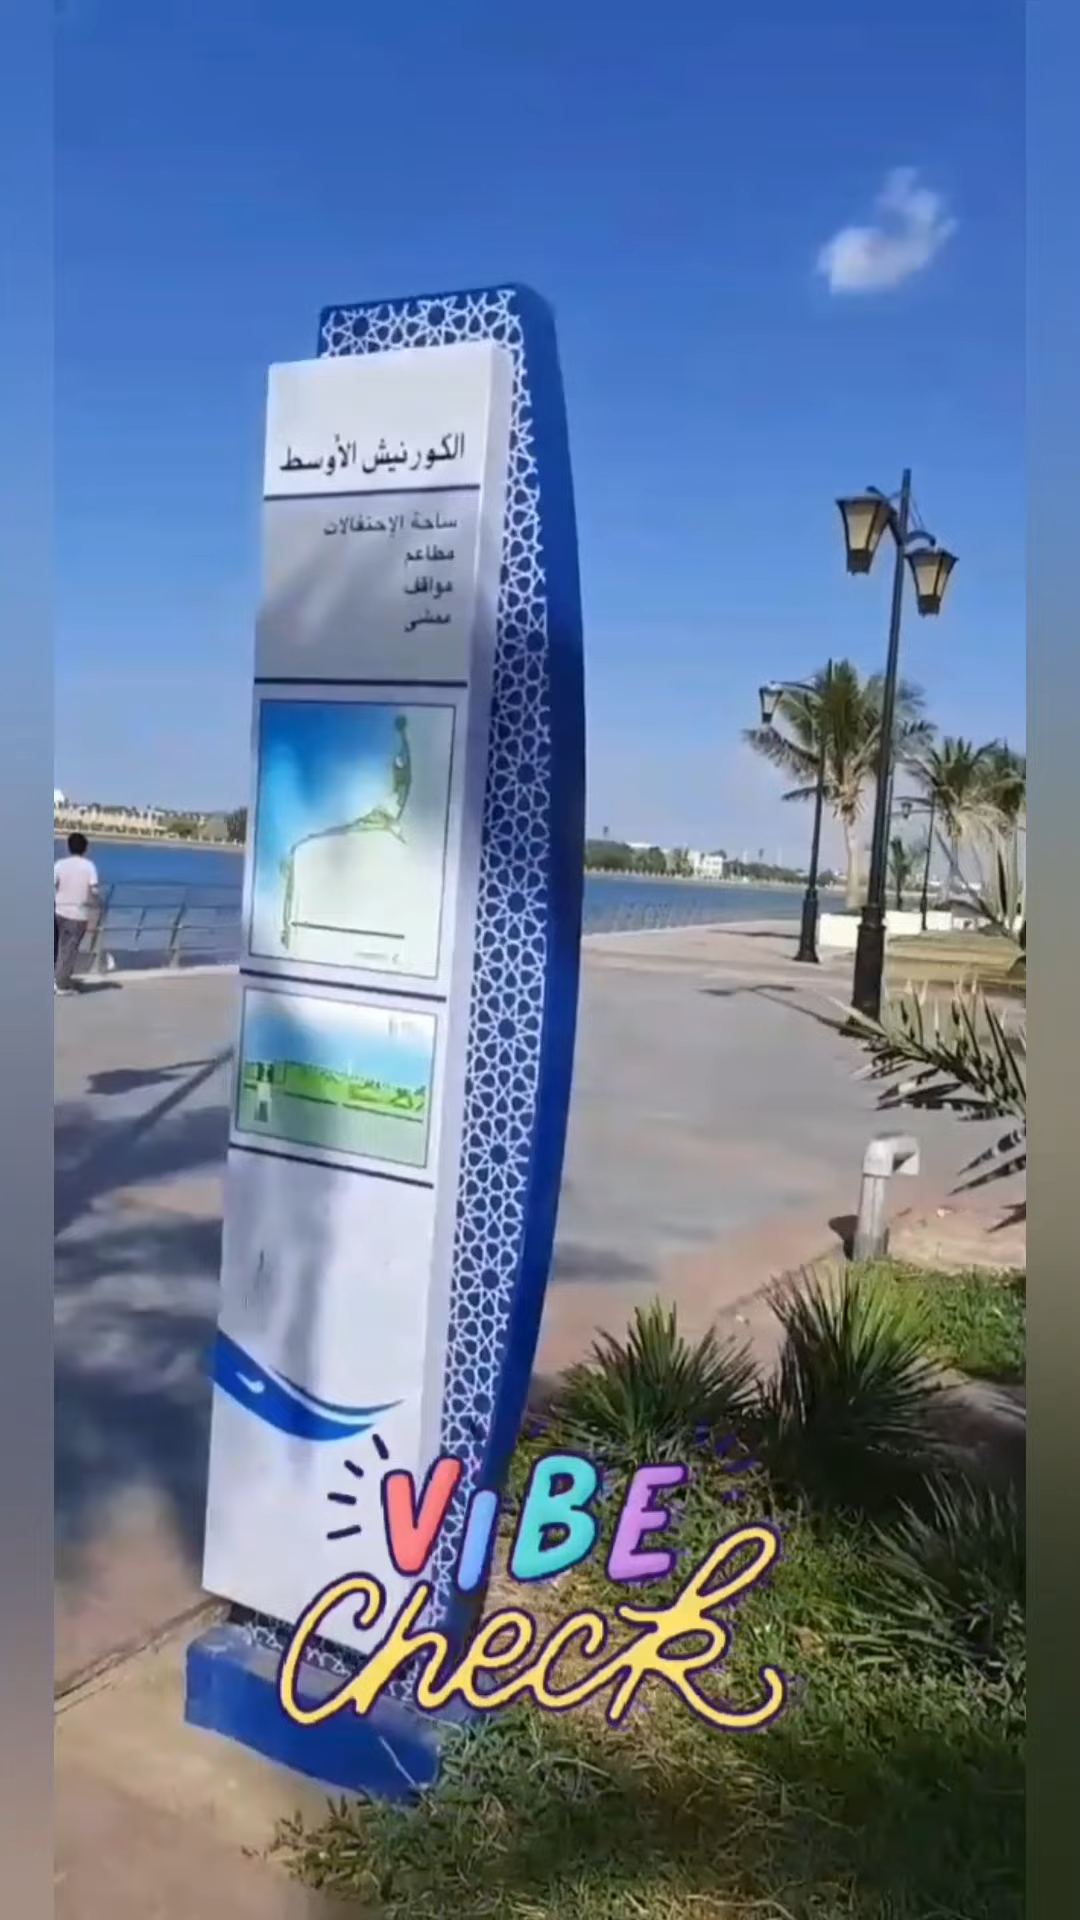 الكورنيش الأوسط
ساحة الإحتفالات
مطاعم
مواقف
ممشى
VIBE
Check